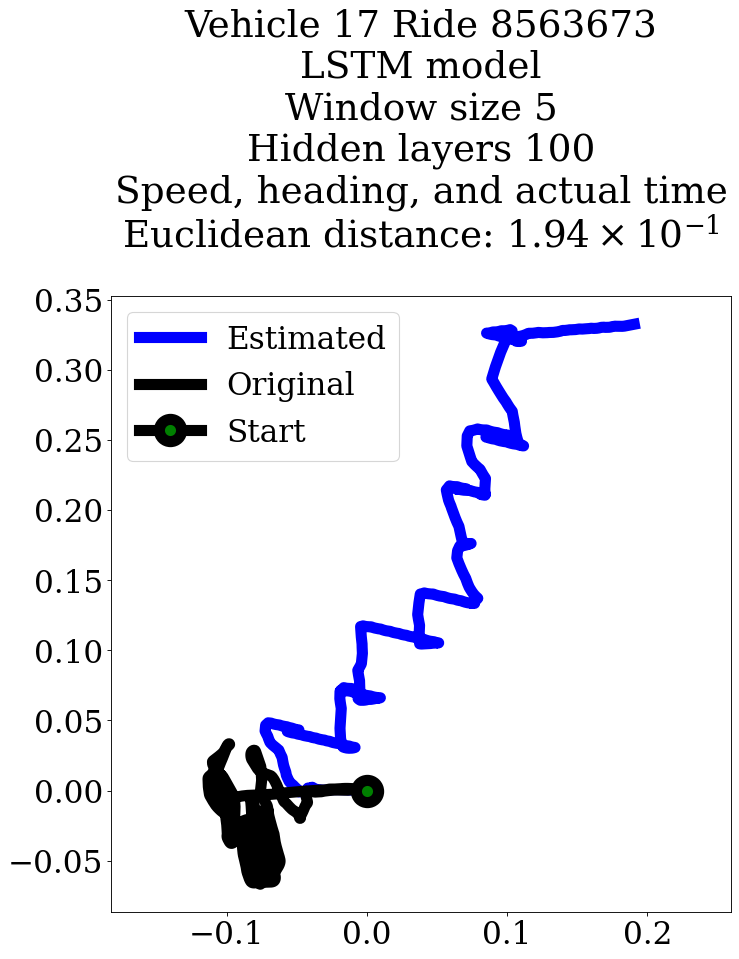 Vehicle 17 Ride 8563673
LSTM model
Window size 5
Hidden layers 100
Speed, heading, and actual time
Euclidean distance: 1.94 × 10⁻¹
Estimated
Original
Start
0.35
0.30
0.25
0.20
0.15
0.10
0.05
0.00
−0.05
−0.1 0.0 0.1 0.2